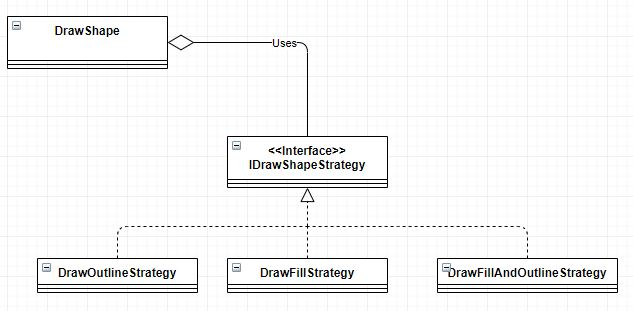 DrawShape
Uses
<<Interface>>
IDrawShapeStrategy
DrawOutlineStrategy
DrawFillStrategy
DrawFillAndOutlineStrategy